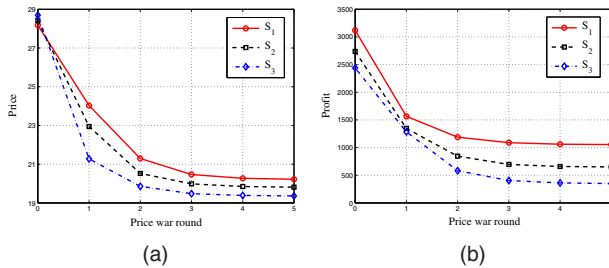 29
27
25
23
21
19
Price
0 1 2 3 4 5
Price war round
S1
S2
S3
(a)
3500
3000
2500
2000
1500
1000
500
0
Profit
0 1 2 3 4
Price war round
S1
S2
S3
(b)